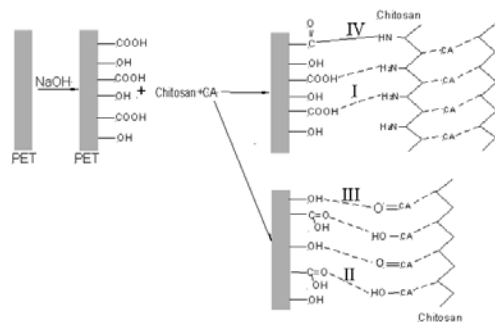 PET
NaOH
COOH
OH
COOH
OH
COOH
OH
PET
+
Chitosan+CA
O
C
OH
COOH
OH
COOH
OH
IV
I
Chitosan
HN
CA
H₂N
CA
H₂N
CA
H₂N
OH
C=O
OH
OH
C=O
OH
III
II
O=CA
HO-CA
O=CA
HO-CA
Chitosan